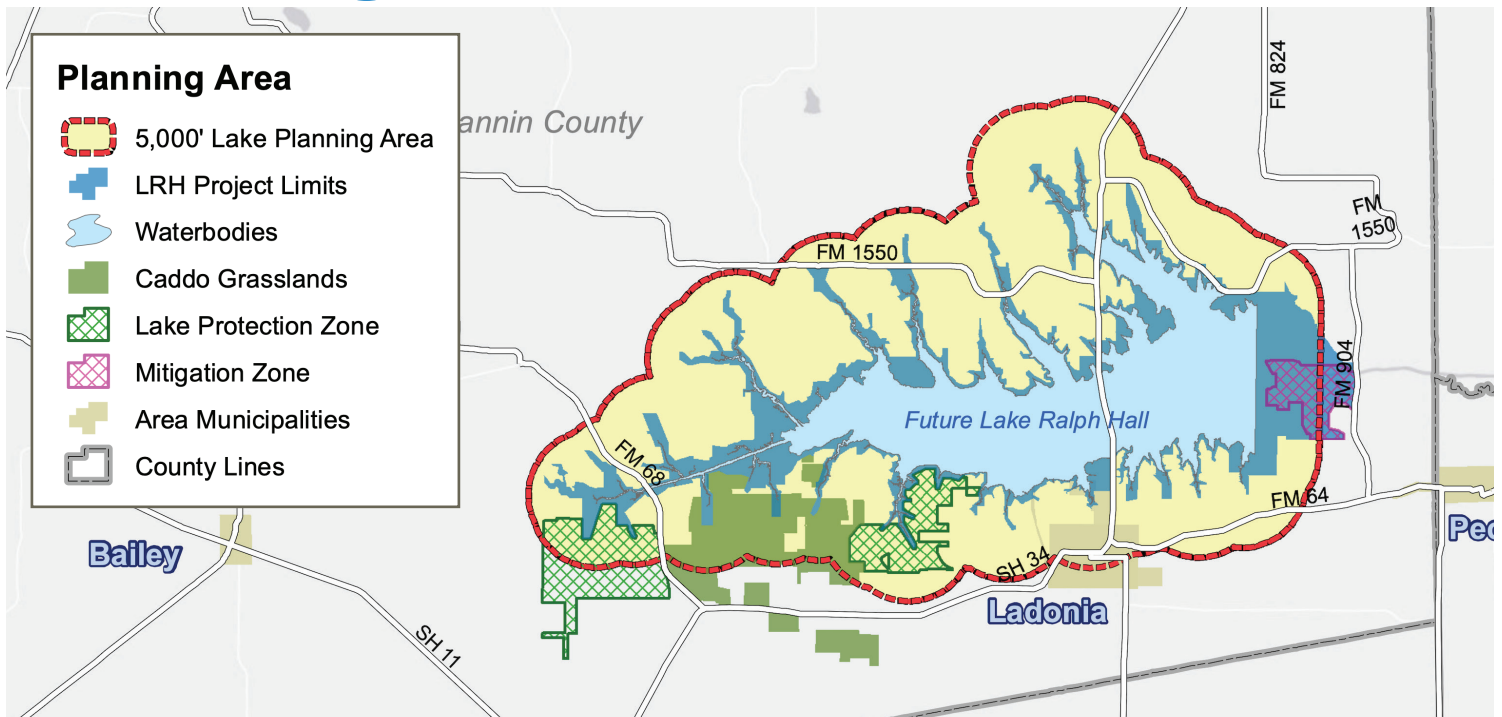 Planning Area
5,000' Lake Planning Area
LRH Project Limits
Waterbodies
Caddo Grasslands
Lake Protection Zone
Mitigation Zone
Area Municipalities
County Lines
annin County
FM 824
FM
1550
FM 1550
FM 904
Future Lake Ralph Hall
FM 68
FM 64
Pec
Bailey
SH 34
Ladonia
SH 11